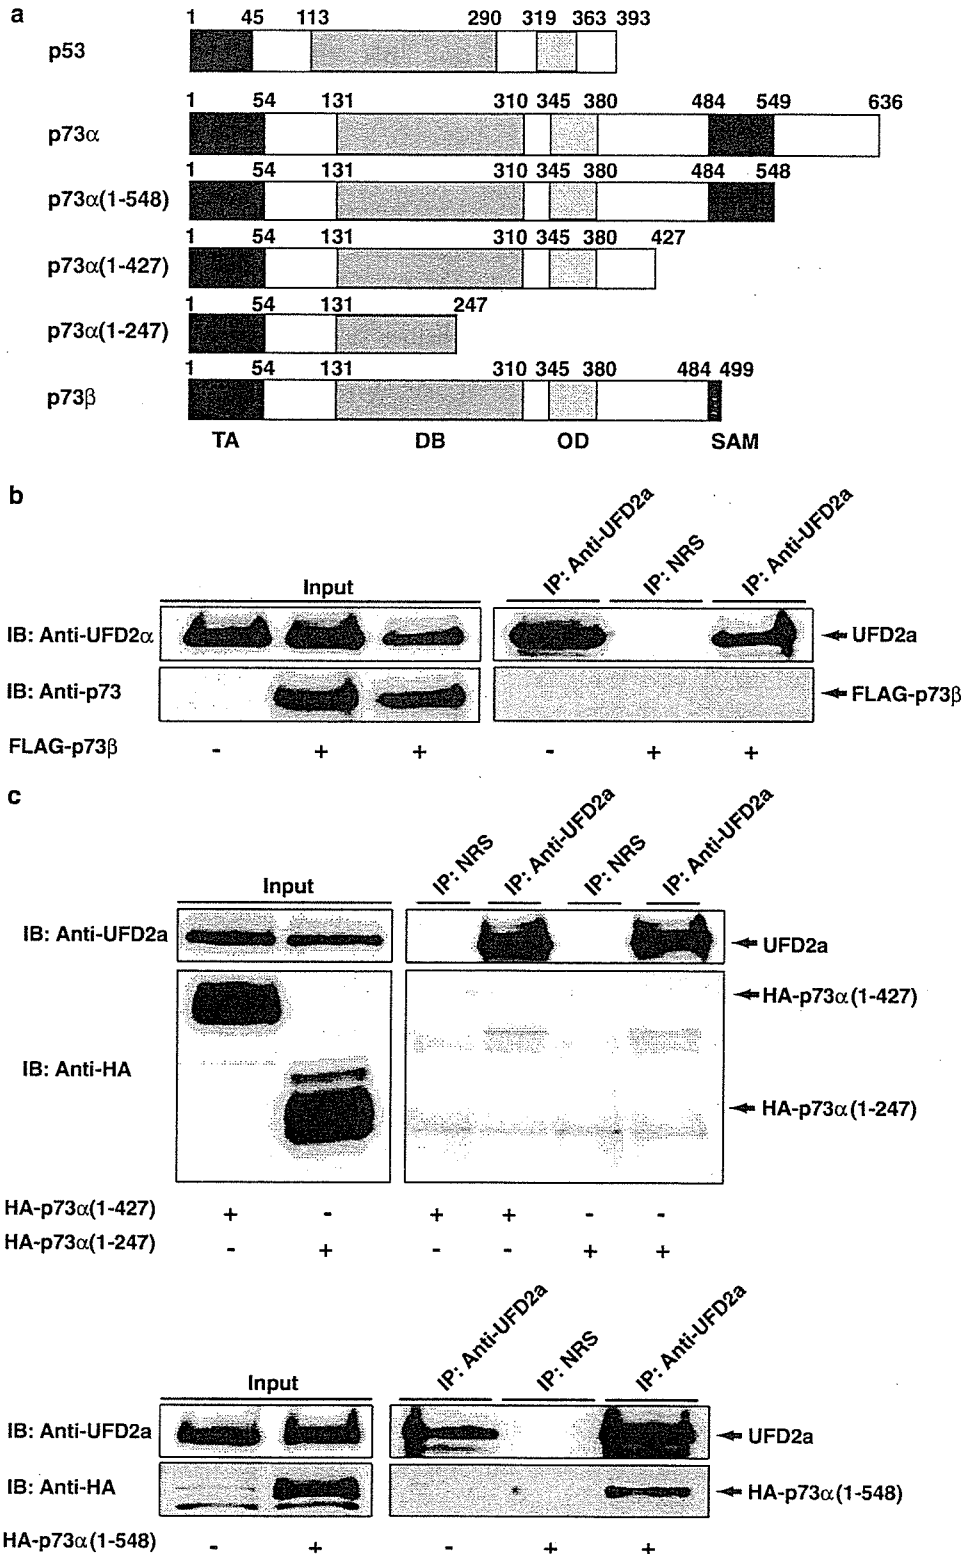 a
1 45 113 290 319 363 393
p53
1 54 131 310 345 380 484 549 636
p73α
1 54 131 310 345 380 484 548
p73α(1-548)
1 54 131 310 345 380 427
p73α(1-427)
1 54 131 247
p73α(1-247)
1 54 131 310 345 380 484 499
p73β
TA DB OD SAM
b
Input IP: Anti-UFD2a IP: NRS IP: Anti-UFD2a
IB: Anti-UFD2α UFD2a
IB: Anti-p73 FLAG-p73β
FLAG-p73β - + + - + +
c
Input IP: NRS IP: Anti-UFD2a IP: NRS IP: Anti-UFD2a
IB: Anti-UFD2a UFD2a
HA-p73α(1-427)
IB: Anti-HA
HA-p73α(1-247)
HA-p73α(1-427) + - + + - -
HA-p73α(1-247) - + - - + +
Input IP: Anti-UFD2a IP: NRS IP: Anti-UFD2a
IB: Anti-UFD2a UFD2a
IB: Anti-HA HA-p73α(1-548)
HA-p73α(1-548) - + - + +